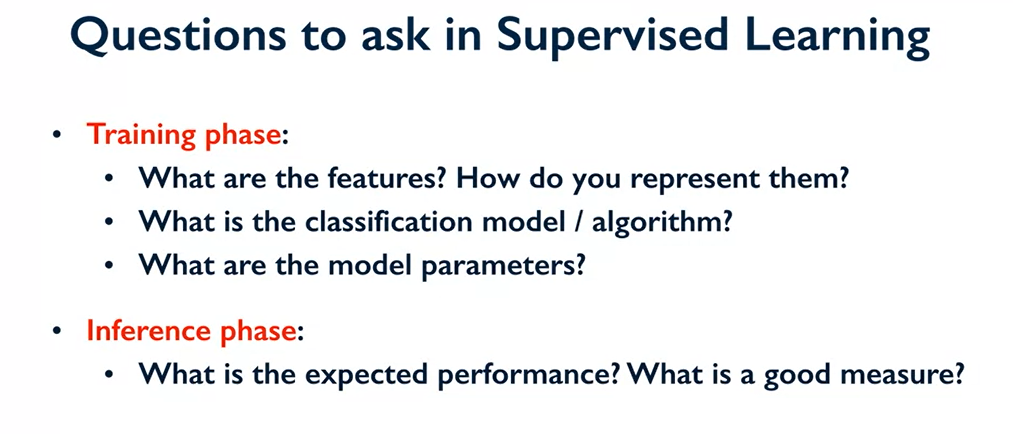 Questions to ask in Supervised Learning
• Training phase:
• What are the features? How do you represent them?
• What is the classification model / algorithm?
• What are the model parameters?
• Inference phase:
• What is the expected performance? What is a good measure?